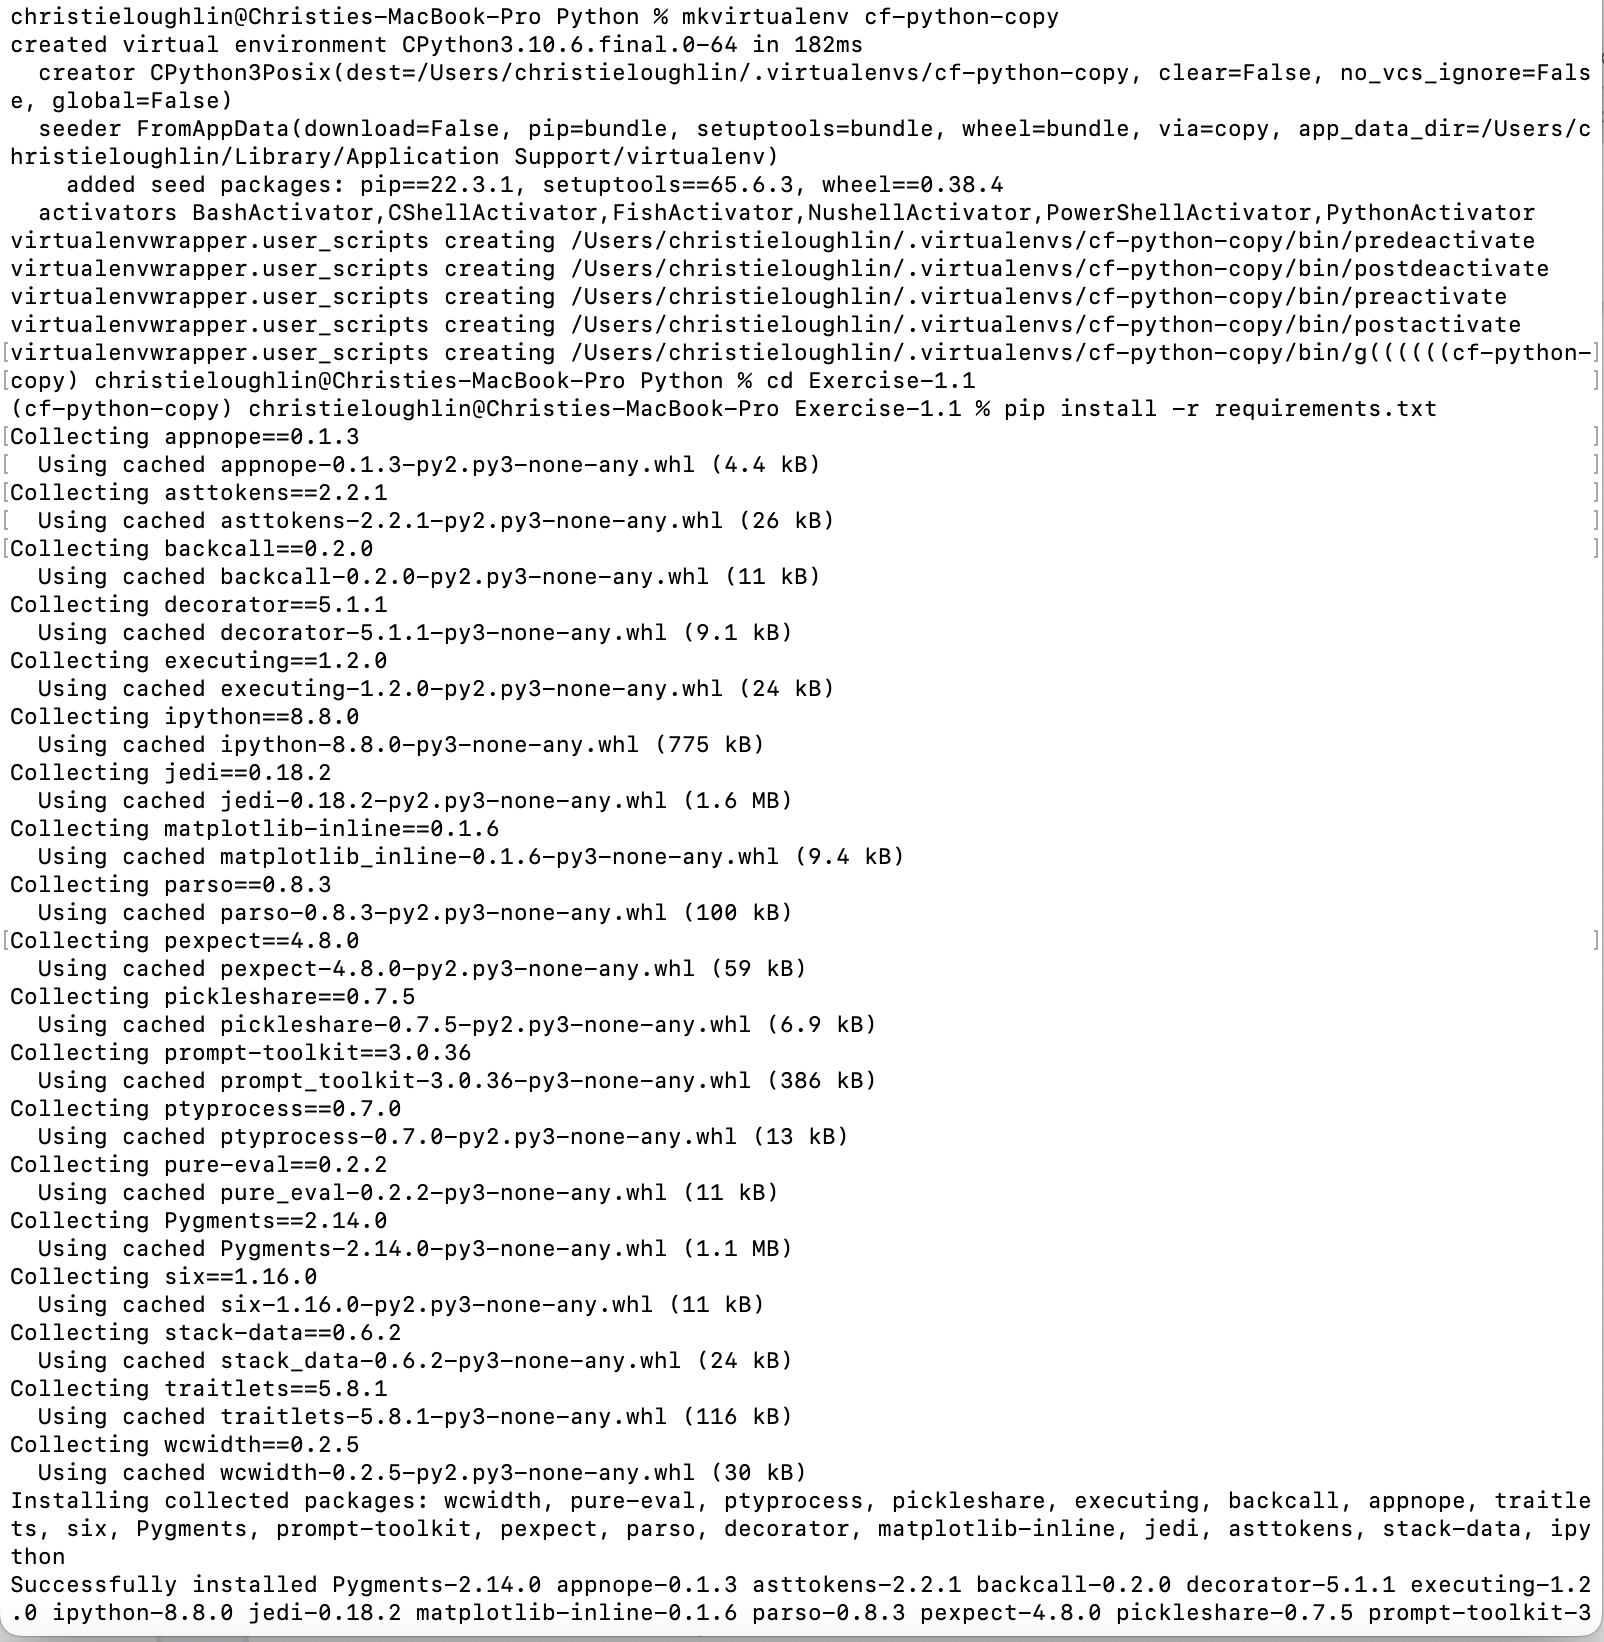 christieloughlin@Christies-MacBook-Pro Python % mkvirtualenv cf-python-copy
created virtual environment CPython3.10.6.final.0-64 in 182ms
  creator CPython3Posix(dest=/Users/christieloughlin/.virtualenvs/cf-python-copy, clear=False, no_vcs_ignore=Fals
e, global=False)
  seeder FromAppData(download=False, pip=bundle, setuptools=bundle, wheel=bundle, via=copy, app_data_dir=/Users/c
hristieloughlin/Library/Application Support/virtualenv)
    added seed packages: pip==22.3.1, setuptools==65.6.3, wheel==0.38.4
  activators BashActivator,CShellActivator,FishActivator,NushellActivator,PowerShellActivator,PythonActivator
virtualenvwrapper.user_scripts creating /Users/christieloughlin/.virtualenvs/cf-python-copy/bin/predeactivate
virtualenvwrapper.user_scripts creating /Users/christieloughlin/.virtualenvs/cf-python-copy/bin/postdeactivate
virtualenvwrapper.user_scripts creating /Users/christieloughlin/.virtualenvs/cf-python-copy/bin/preactivate
virtualenvwrapper.user_scripts creating /Users/christieloughlin/.virtualenvs/cf-python-copy/bin/postactivate
[virtualenvwrapper.user_scripts creating /Users/christieloughlin/.virtualenvs/cf-python-copy/bin/g((((((cf-python-]
[copy) christieloughlin@Christies-MacBook-Pro Python % cd Exercise-1.1 ]
(cf-python-copy) christieloughlin@Christies-MacBook-Pro Exercise-1.1 % pip install -r requirements.txt
[Collecting appnope==0.1.3 ]
[  Using cached appnope-0.1.3-py2.py3-none-any.whl (4.4 kB) ]
[Collecting asttokens==2.2.1 ]
[  Using cached asttokens-2.2.1-py2.py3-none-any.whl (26 kB) ]
[Collecting backcall==0.2.0 ]
  Using cached backcall-0.2.0-py2.py3-none-any.whl (11 kB)
Collecting decorator==5.1.1
  Using cached decorator-5.1.1-py3-none-any.whl (9.1 kB)
Collecting executing==1.2.0
  Using cached executing-1.2.0-py2.py3-none-any.whl (24 kB)
Collecting ipython==8.8.0
  Using cached ipython-8.8.0-py3-none-any.whl (775 kB)
Collecting jedi==0.18.2
  Using cached jedi-0.18.2-py2.py3-none-any.whl (1.6 MB)
Collecting matplotlib-inline==0.1.6
  Using cached matplotlib_inline-0.1.6-py3-none-any.whl (9.4 kB)
Collecting parso==0.8.3
  Using cached parso-0.8.3-py2.py3-none-any.whl (100 kB)
[Collecting pexpect==4.8.0 ]
  Using cached pexpect-4.8.0-py2.py3-none-any.whl (59 kB)
Collecting pickleshare==0.7.5
  Using cached pickleshare-0.7.5-py2.py3-none-any.whl (6.9 kB)
Collecting prompt-toolkit==3.0.36
  Using cached prompt_toolkit-3.0.36-py3-none-any.whl (386 kB)
Collecting ptyprocess==0.7.0
  Using cached ptyprocess-0.7.0-py2.py3-none-any.whl (13 kB)
Collecting pure-eval==0.2.2
  Using cached pure_eval-0.2.2-py3-none-any.whl (11 kB)
Collecting Pygments==2.14.0
  Using cached Pygments-2.14.0-py3-none-any.whl (1.1 MB)
Collecting six==1.16.0
  Using cached six-1.16.0-py2.py3-none-any.whl (11 kB)
Collecting stack-data==0.6.2
  Using cached stack_data-0.6.2-py3-none-any.whl (24 kB)
Collecting traitlets==5.8.1
  Using cached traitlets-5.8.1-py3-none-any.whl (116 kB)
Collecting wcwidth==0.2.5
  Using cached wcwidth-0.2.5-py2.py3-none-any.whl (30 kB)
Installing collected packages: wcwidth, pure-eval, ptyprocess, pickleshare, executing, backcall, appnope, traitle
ts, six, Pygments, prompt-toolkit, pexpect, parso, decorator, matplotlib-inline, jedi, asttokens, stack-data, ipy
thon
Successfully installed Pygments-2.14.0 appnope-0.1.3 asttokens-2.2.1 backcall-0.2.0 decorator-5.1.1 executing-1.2
.0 ipython-8.8.0 jedi-0.18.2 matplotlib-inline-0.1.6 parso-0.8.3 pexpect-4.8.0 pickleshare-0.7.5 prompt-toolkit-3